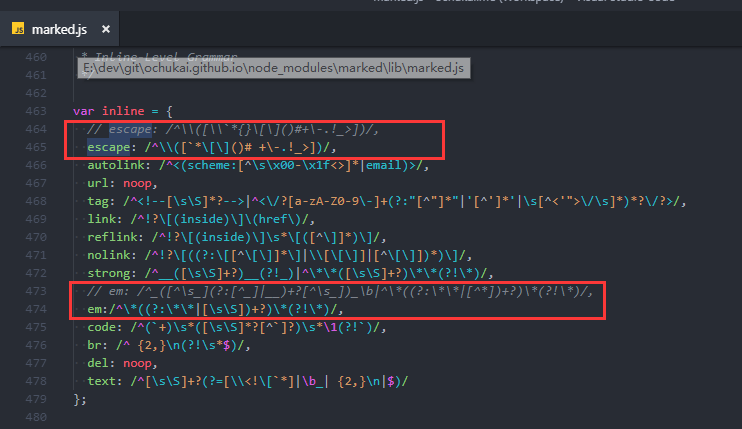 marked.js - ochukai.me (Workspace) - Visual Studio Code
JS marked.js ×
460 * Inline-Level Grammar
E:\dev\git\ochukai.github.io\node_modules\marked\lib\marked.js
461
462
463 var inline = {
464 // escape: /^\\([\\`*{}\[\]()#+\-.!_>])/,
465 escape: /^\\([`*\[\]()# +\-.!_>])/,
466 autolink: /^<(scheme:[^\s\x00-\x1f<>]*|email)>/,
467 url: noop,
468 tag: /^<!--[\s\S]*?-->|^<\/?[a-zA-Z0-9\-]+(?:"[^"]*"|'[^']*'|\s[^<'">\/\s]*)*?\/?>/,
469 link: /^!?\[(inside)\]\(href\)/,
470 reflink: /^!?\[(inside)\]\s*\[([^\]]*)\]/,
471 nolink: /^!?\[((?:\[[^\[\]]*\]|\\[\[\]]|[^\[\]])*)\]/,
472 strong: /^__([\s\S]+?)__(?!_)|^\*\*([\s\S]+?)\*\*(?!\*)/,
473 // em: /^_([^\s_](?:[^_]|__)+?[^\s_])_\b|^\*((?:\*\*|[^*])+?)\*(?!\*)/,
474 em:/^\*((?:\*\*|[\s\S])+?)\*(?!\*)/,
475 code: /^(`+)\s*([\s\S]*?[^`]?)\s*\1(?!`)/,
476 br: /^ {2,}\n(?!\s*$)/,
477 del: noop,
478 text: /^[\s\S]+?(?=[\\<!\[`*]|\b_| {2,}\n|$)/
479 };
480